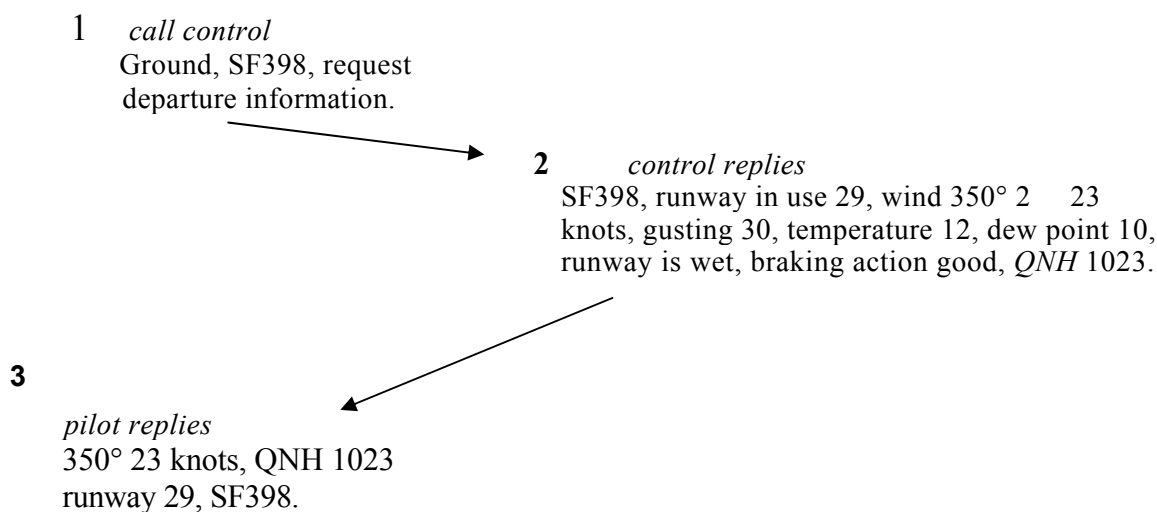 1 call control
Ground, SF398, request
departure information.
2 control replies
SF398, runway in use 29, wind 350° 2 23
knots, gusting 30, temperature 12, dew point 10,
runway is wet, braking action good, QNH 1023.
3
pilot replies
350° 23 knots, QNH 1023
runway 29, SF398.